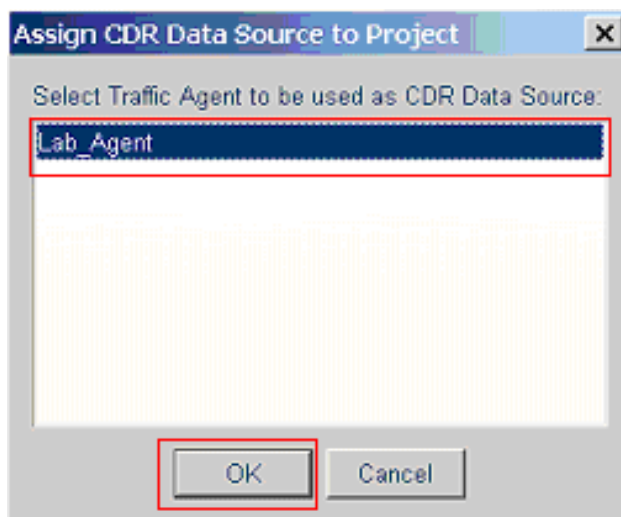 Assign CDR Data Source to Project
Select Traffic Agent to be used as CDR Data Source:
Lab_Agent
OK Cancel